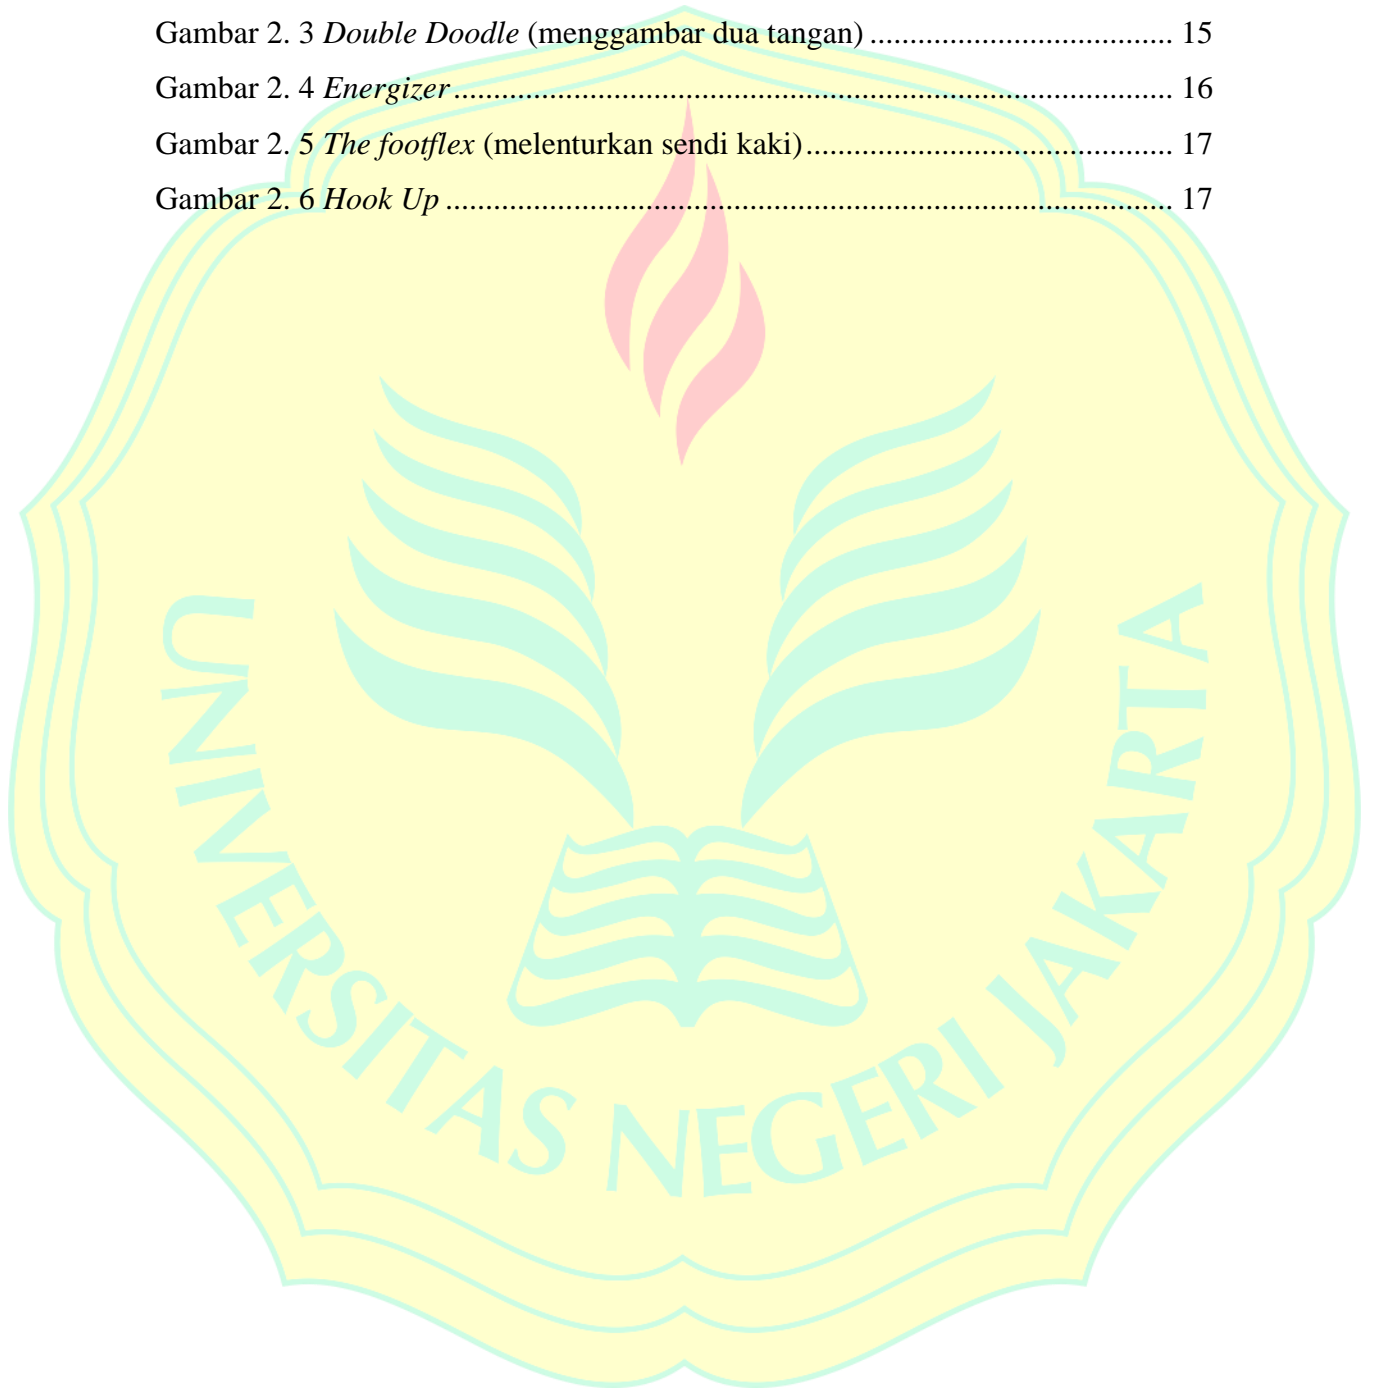 Gambar 2. 3 Double Doodle (menggambar dua tangan) ...................................... 15
Gambar 2. 4 Energizer ........................................................................................... 16
Gambar 2. 5 The footflex (melenturkan sendi kaki) .............................................. 17
Gambar 2. 6 Hook Up ............................................................................................ 17
UNIVERSITAS NEGERI JAKARTA